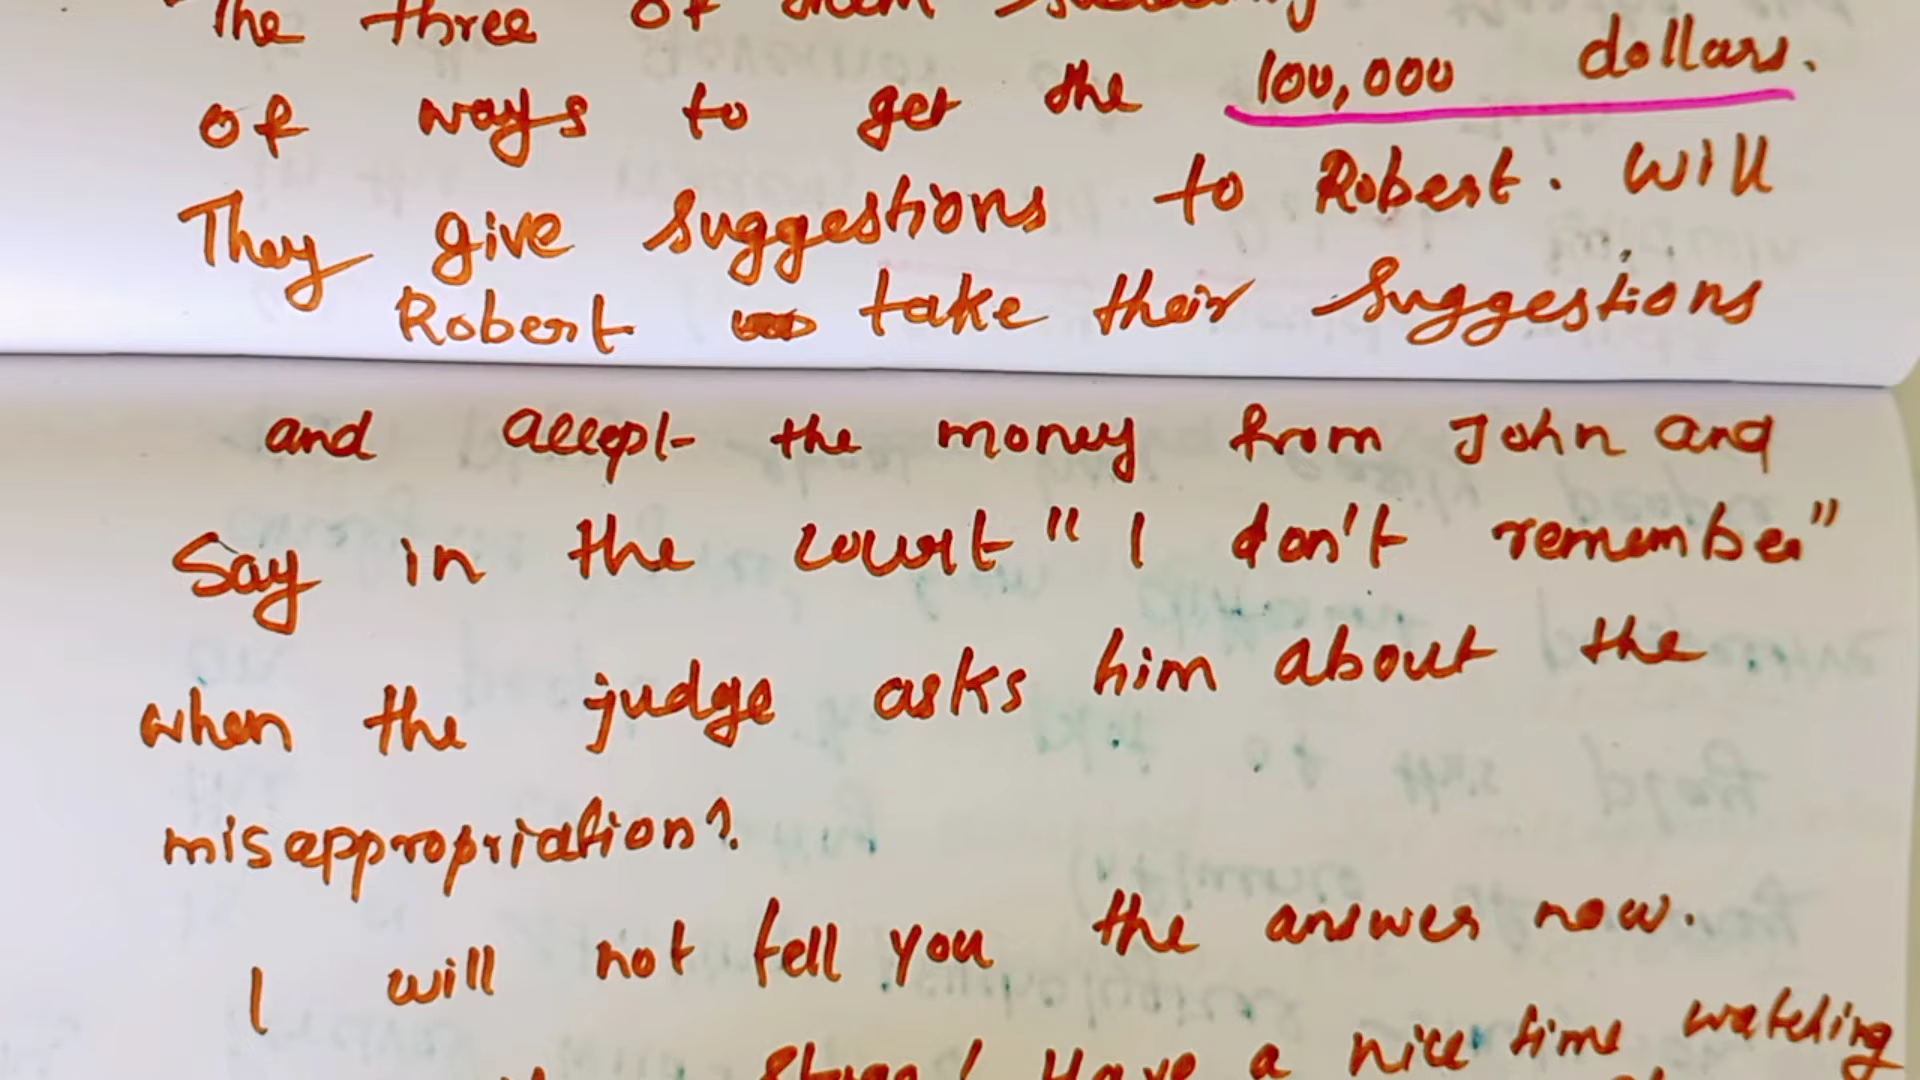 The three of them
of ways to get the 100,000 dollars.
They give suggestions to Robert. Will
Robert take their suggestions
and accept the money from John and
Say in the court "I don't remember"
when the judge asks him about the
misappropriation?
I will not tell you the answer now.
Have a nice time watching